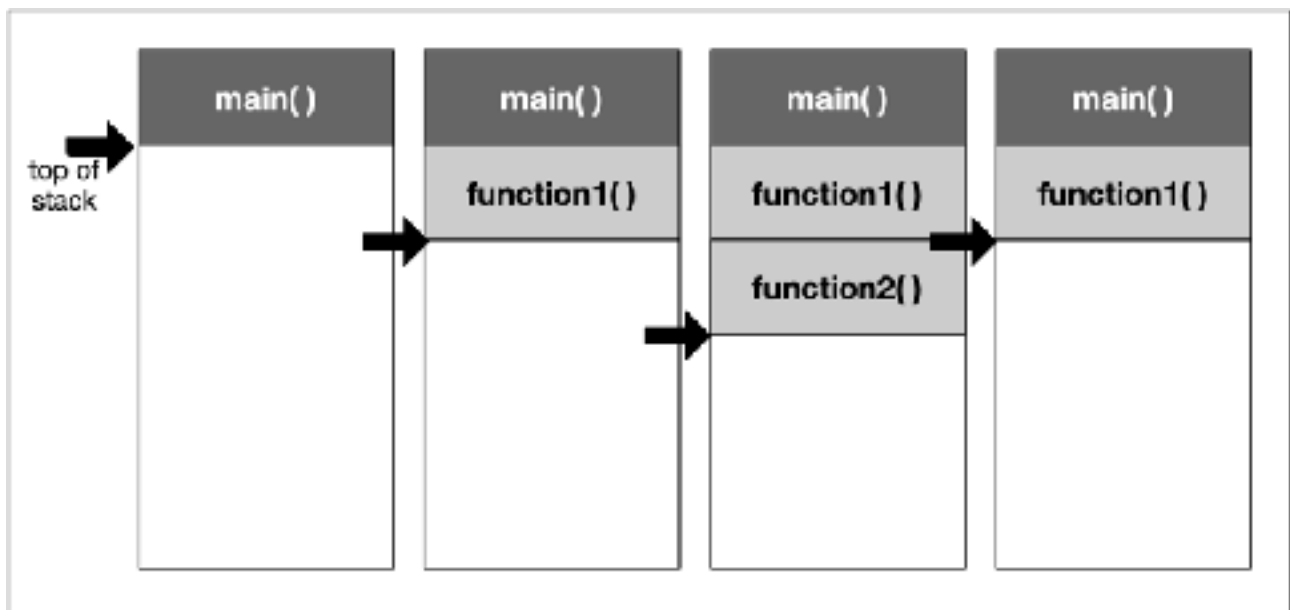 main( )
main( )
main( )
main( )
top of
stack
function1( )
function1( )
function1( )
function2( )